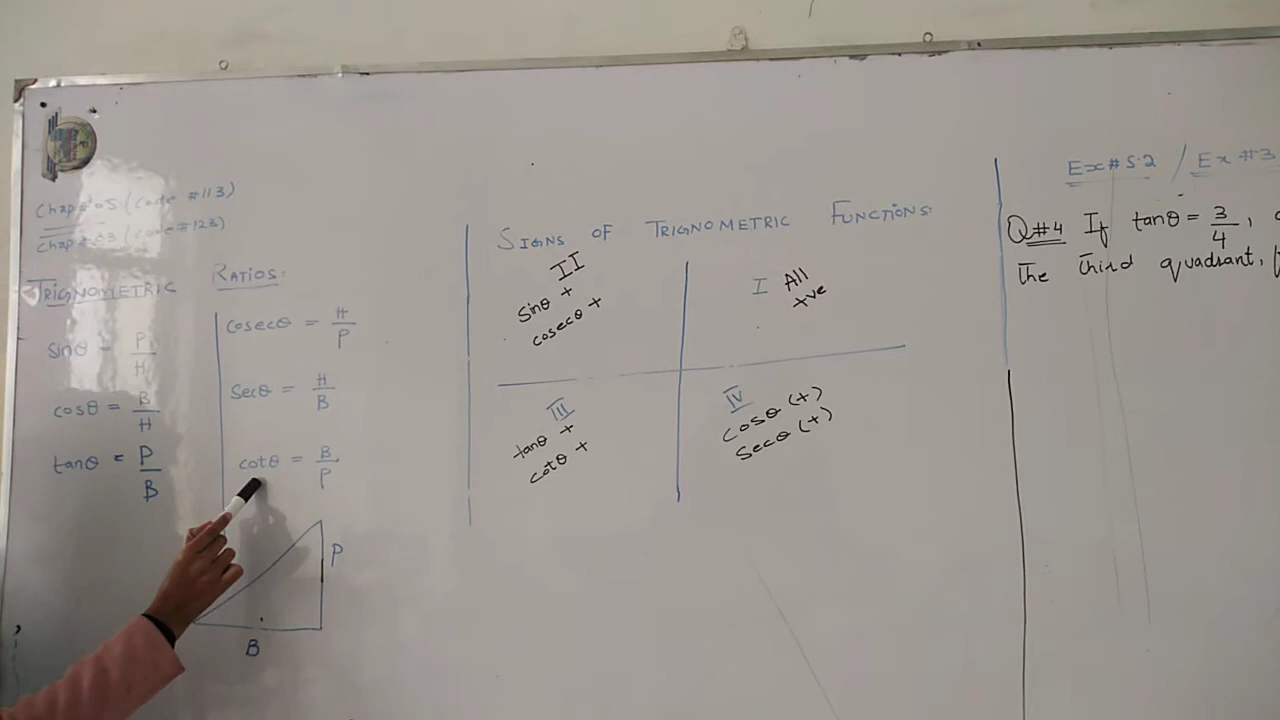 Chap # 05 (Code #113)
Chap # 03 (code #123)
TRIGNOMETRIC RATIOS:
sinθ = P/H
cosθ = B/H
tanθ = P/B
cosecθ = H/P
Secθ = H/B
cotθ = B/P
P
B
SIGNS OF TRIGNOMETRIC FUNCTIONS:
II
Sinθ +
cosecθ +
I All
+ve
III
tanθ +
cotθ +
IV
cosθ (+)
Secθ (+)
Ex# 5.2 / Ex #3
Q#4 If tanθ = 3/4,
The third quadrant,